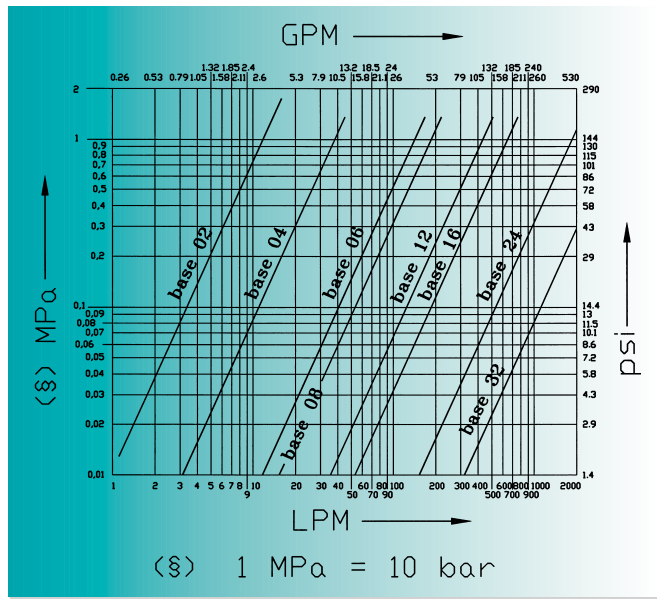 GPM
1.32 1.85 2.4 13.2 18.5 24 132 185 240
0.26 0.53 0.79 1.05 1.58 2.11 2.6 5.3 7.9 10.5 15.8 21.1 26 53 79 105 158 211 260 530
2 290
1 144
0,9 130
0,8 115
0,7 101
0,6 86
0,5 72
0,4 58
0,3 43
0,2 29
0,1 14.4
0,09 13
0,08 11.5
0,07 10.1
0,06 8.6
0,05 7.2
0,04 5.8
0,03 4.3
0,02 2.9
0,01 1.4
(§) MPa
psi
base 02
base 04
base 06
base 08
base 12
base 16
base 24
base 32
1 2 3 4 5 6 7 8 10 20 30 40 60 80 100 200 300 400 600 800 1000 2000
9 50 70 90 500 700 900
LPM
(§) 1 MPa = 10 bar